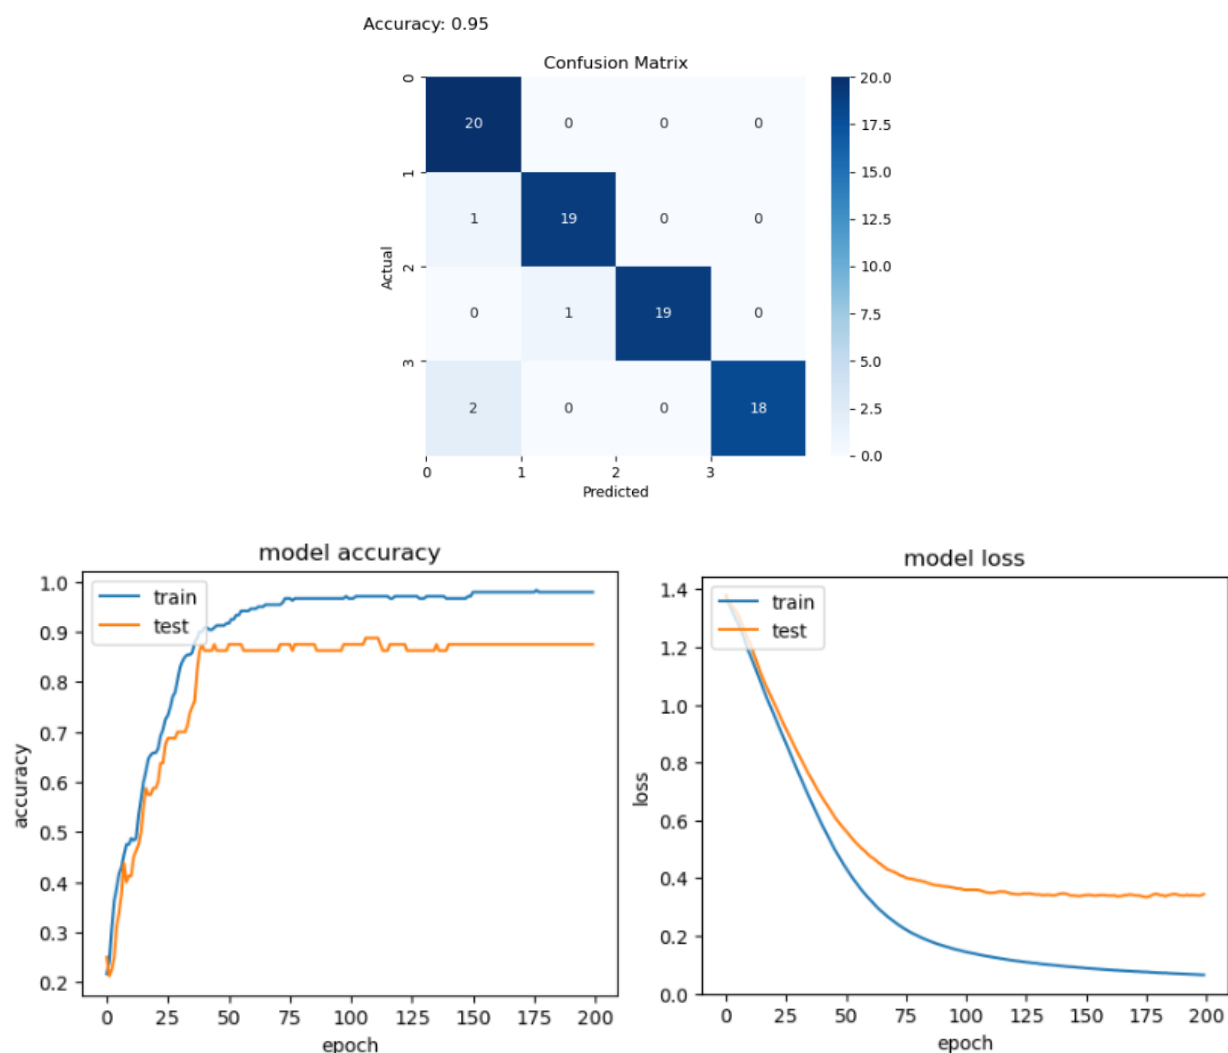 Accuracy: 0.95
Confusion Matrix
0
20 0 0 0
1
1 19 0 0
2
0 1 19 0
3
2 0 0 18
Actual
0 1 2 3
Predicted
20.0
17.5
15.0
12.5
10.0
7.5
5.0
2.5
0.0
model accuracy
train
test
1.0
0.9
0.8
0.7
0.6
0.5
0.4
0.3
0.2
accuracy
0 25 50 75 100 125 150 175 200
epoch
model loss
train
test
1.4
1.2
1.0
0.8
0.6
0.4
0.2
0.0
loss
0 25 50 75 100 125 150 175 200
epoch